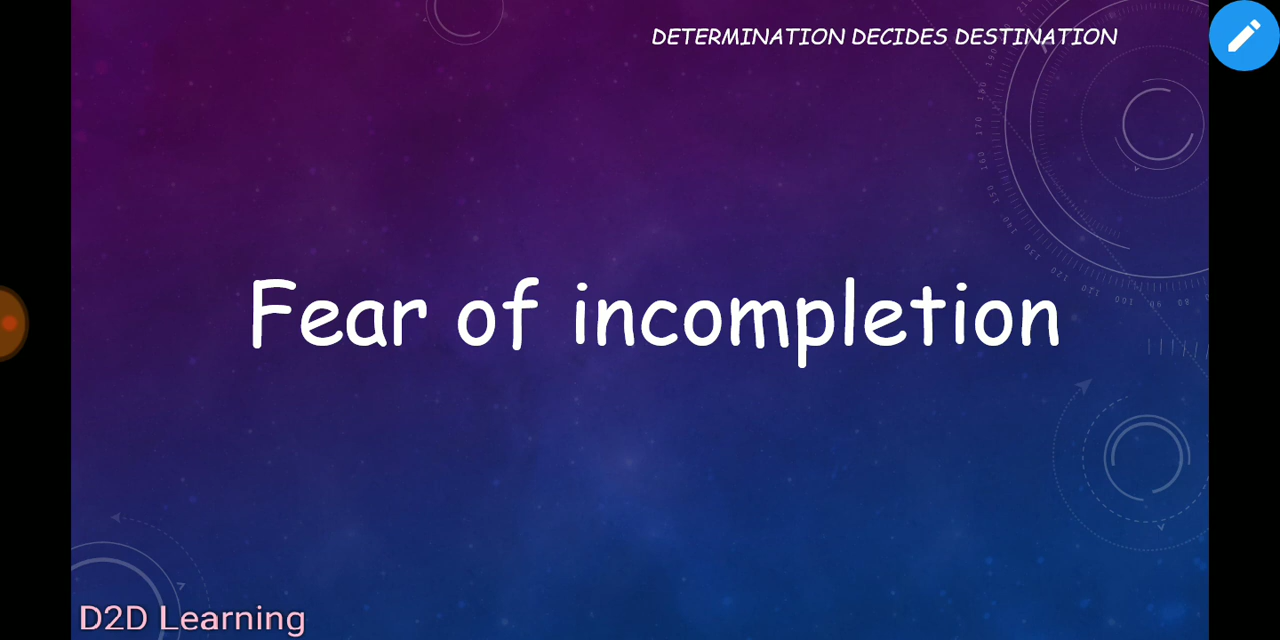 DETERMINATION DECIDES DESTINATION
Fear of incompletion
D2D Learning